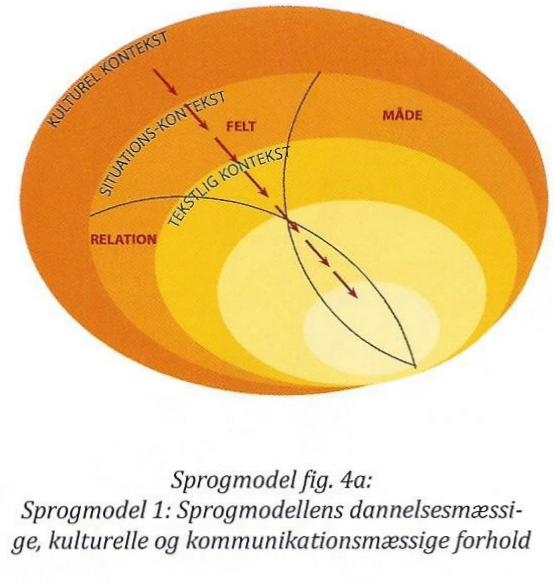 KULTUREL KONTEKST
SITUATIONS-KONTEKST
FELT
MÅDE
TEKSTLIG KONTEKST
RELATION
Sprogmodel fig. 4a:
Sprogmodel 1: Sprogmodellens dannelsesmæssi-
ge, kulturelle og kommunikationsmæssige forhold